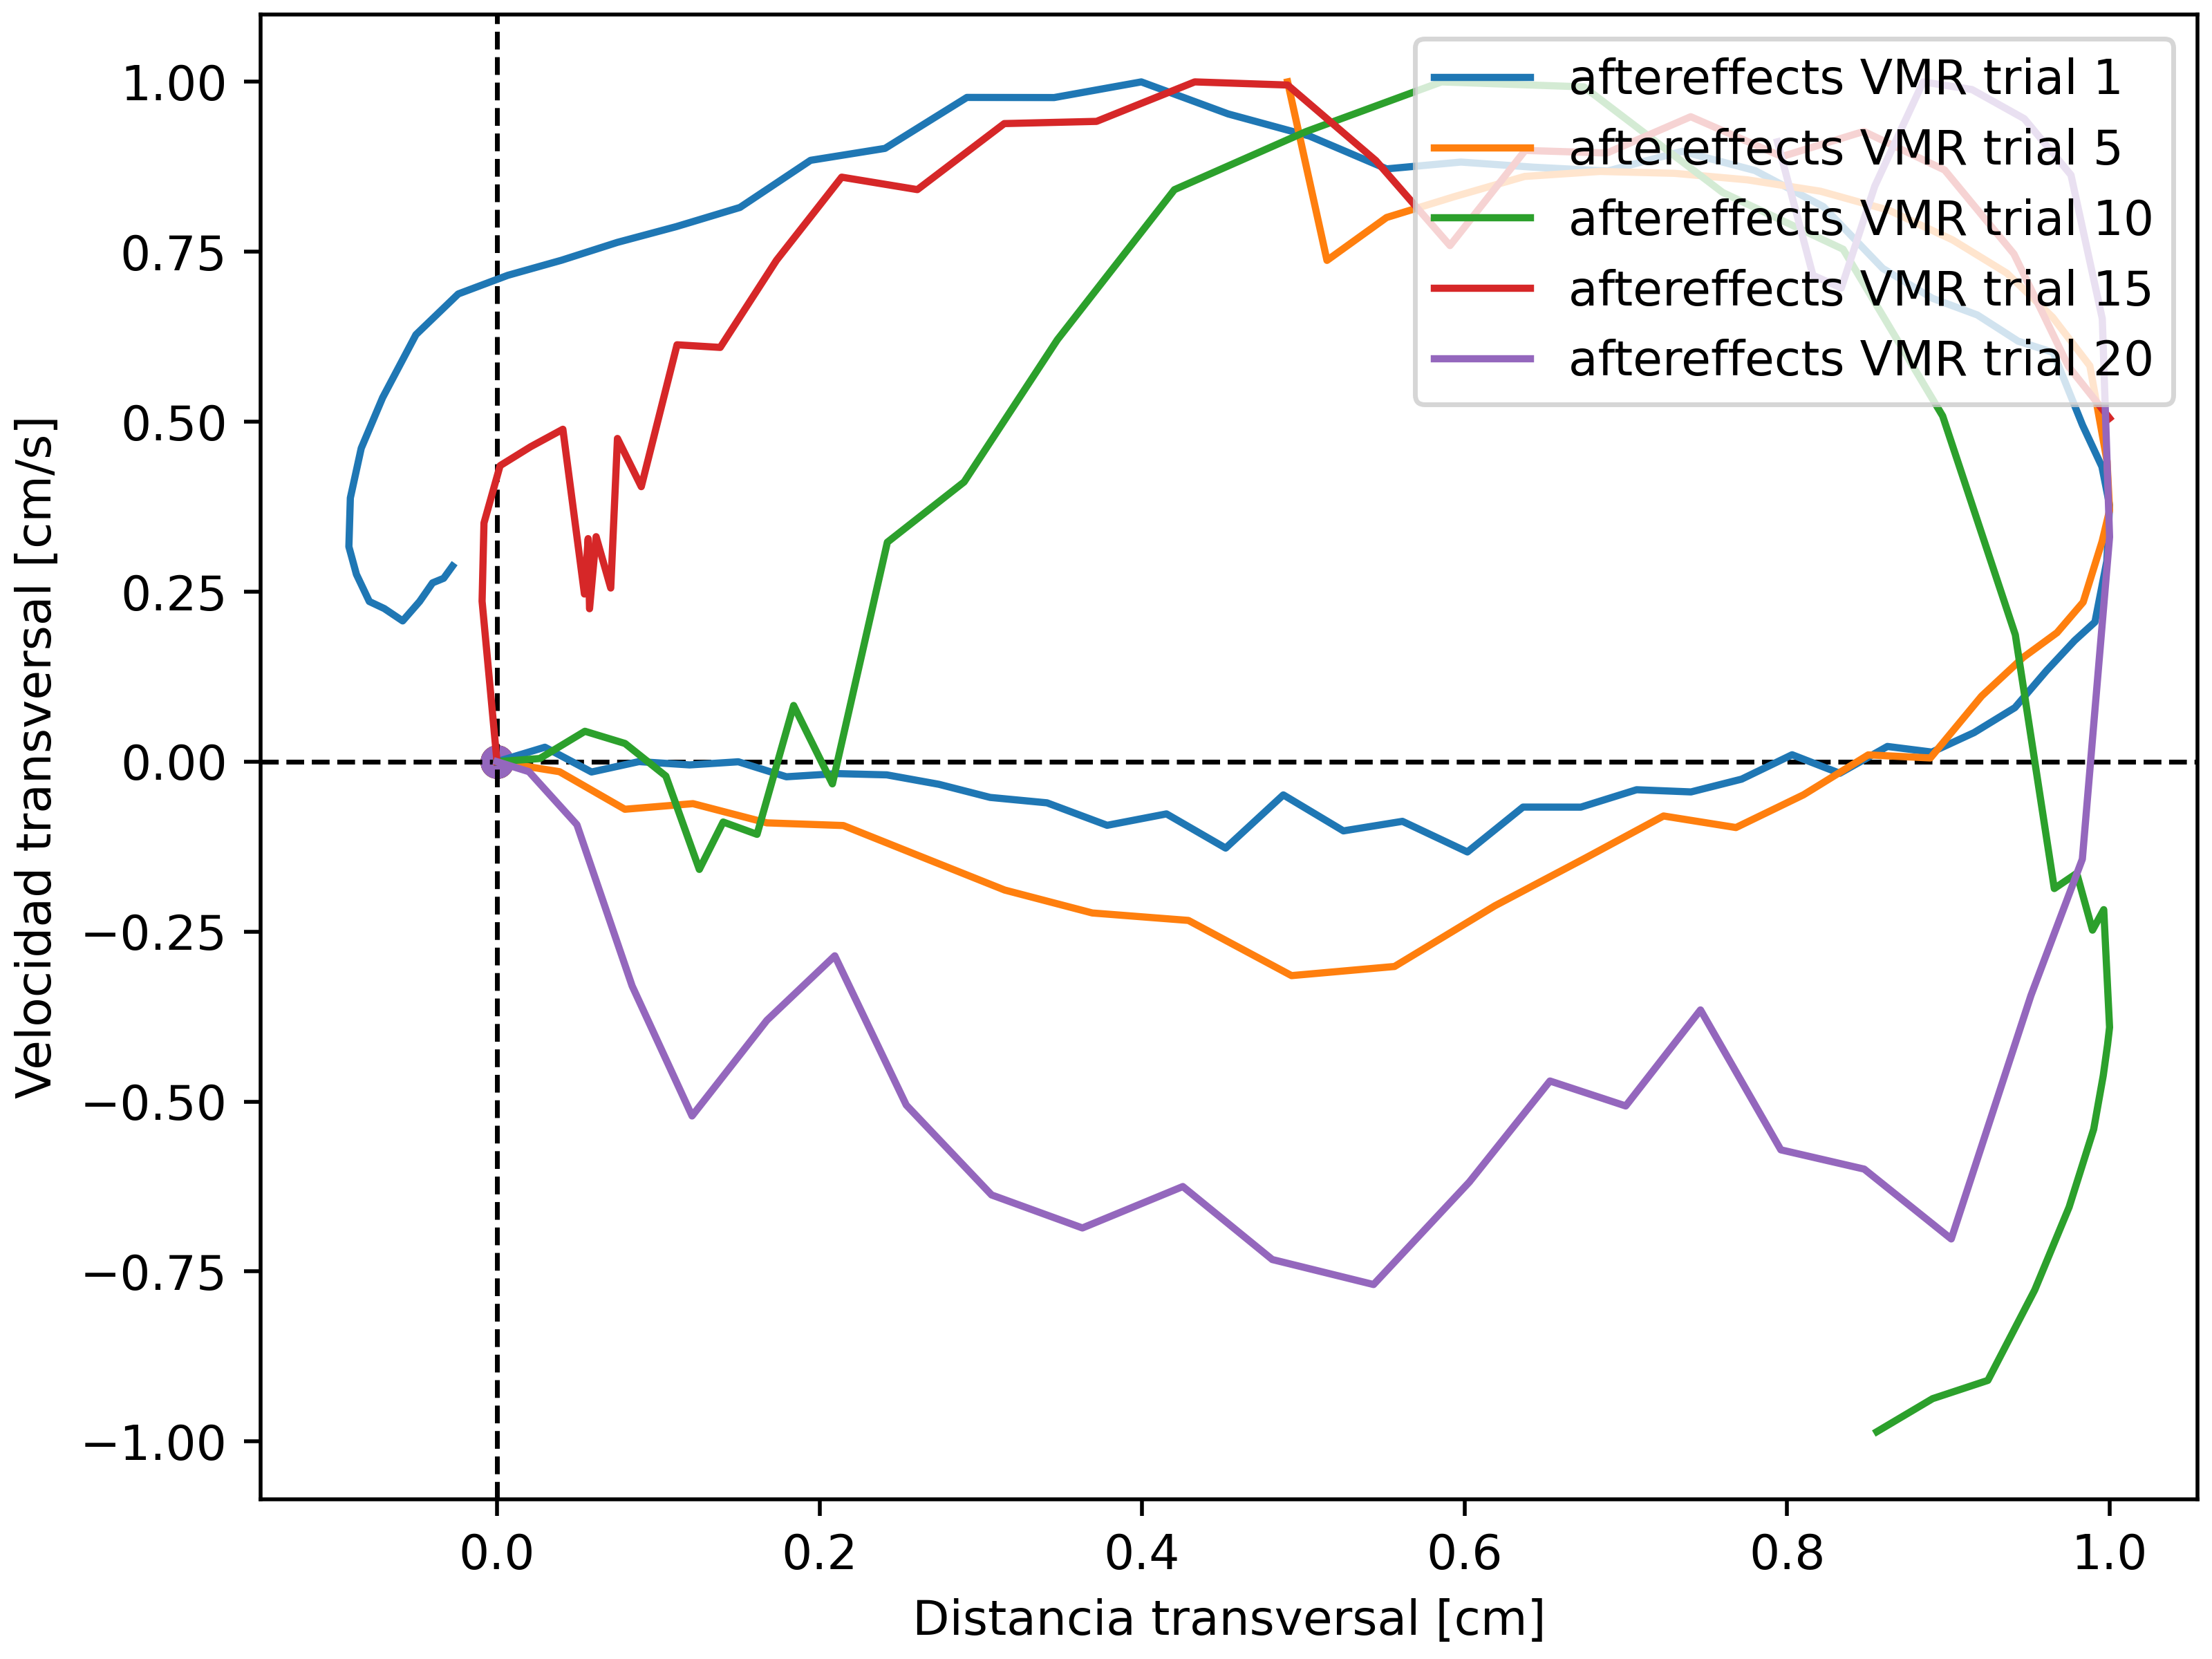 aftereffects VMR trial 1
aftereffects VMR trial 5
aftereffects VMR trial 10
aftereffects VMR trial 15
aftereffects VMR trial 20
Velocidad transversal [cm/s]
1.00
0.75
0.50
0.25
0.00
−0.25
−0.50
−0.75
−1.00
0.0 0.2 0.4 0.6 0.8 1.0
Distancia transversal [cm]